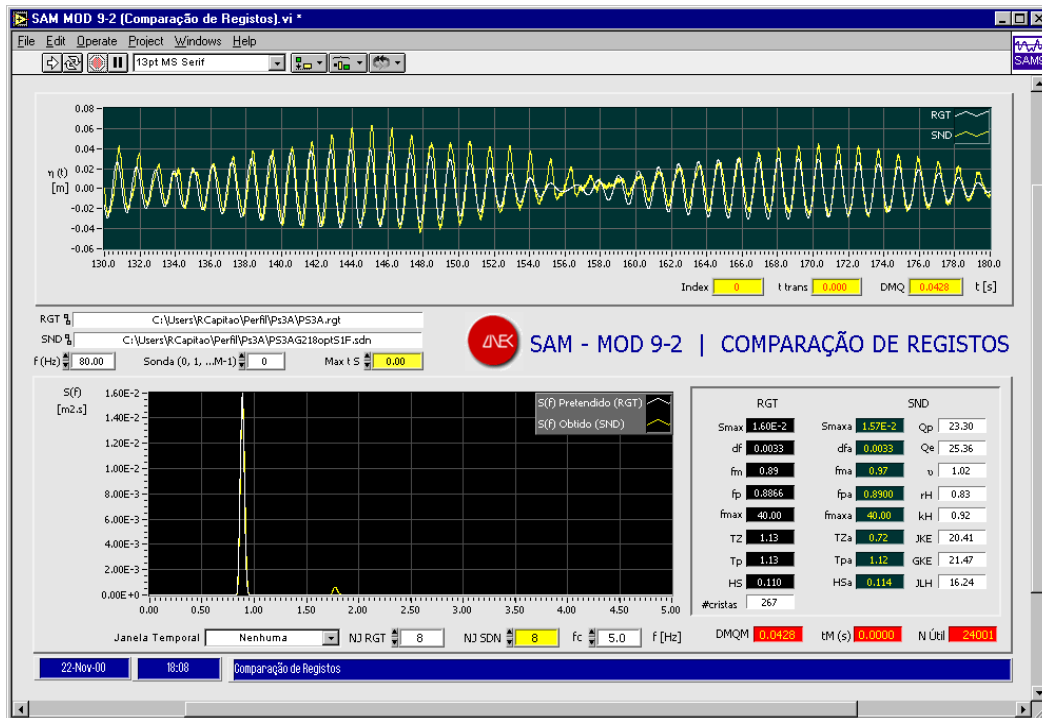 SAM MOD 9-2 (Comparação de Registos).vi *
File Edit Operate Project Windows Help
13pt MS Serif
SAM9
0.08
0.06
0.04
0.02
0.00
-0.02
-0.04
-0.06
η (t)
[m]
RGT
SND
130.0 132.0 134.0 136.0 138.0 140.0 142.0 144.0 146.0 148.0 150.0 152.0 154.0 156.0 158.0 160.0 162.0 164.0 166.0 168.0 170.0 172.0 174.0 176.0 178.0 180.0
Index 0 t trans 0.000 DMQ 0.0428 t [s]
RGT C:\Users\RCapitao\Perfil\Ps3A\PS3A.rgt
SND C:\Users\RCapitao\Perfil\Ps3A\PS3AG218optS1F.sdn
f (Hz) 80.00 Sonda (0, 1, ...M-1) 0 Max t S 0.00
LNEC SAM - MOD 9-2 | COMPARAÇÃO DE REGISTOS
S(f)
[m2.s]
1.60E-2
1.40E-2
1.20E-2
1.00E-2
8.00E-3
6.00E-3
4.00E-3
2.00E-3
0.00E+0
S(f) Pretendido (RGT)
S(f) Obtido (SND)
0.00 0.50 1.00 1.50 2.00 2.50 3.00 3.50 4.00 4.50 5.00
Janela Temporal Nenhuma NJ RGT 8 NJ SDN 8 fc 5.0 f [Hz]
RGT SND
Smax 1.60E-2 Smaxa 1.57E-2 Qp 23.30
df 0.0033 dfa 0.0033 Qe 25.36
fm 0.89 fma 0.97 υ 1.02
fp 0.8866 fpa 0.8900 rH 0.83
fmax 40.00 fmaxa 40.00 kH 0.92
TZ 1.13 TZa 0.72 JKE 20.41
Tp 1.13 Tpa 1.12 GKE 21.47
HS 0.110 HSa 0.114 JLH 16.24
#cristas 267
DMQM 0.0428 tM (s) 0.0000 N Útil 24001
22-Nov-00 18:08 Comparação de Registos